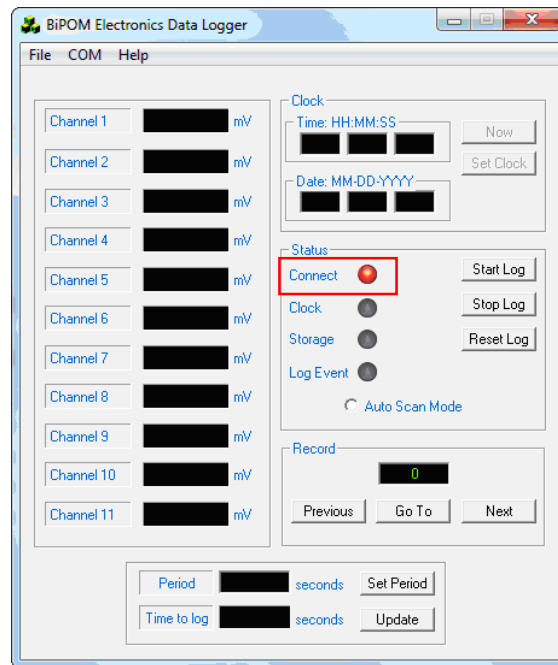 BiPOM Electronics Data Logger
File COM Help
Channel 1 mV
Channel 2 mV
Channel 3 mV
Channel 4 mV
Channel 5 mV
Channel 6 mV
Channel 7 mV
Channel 8 mV
Channel 9 mV
Channel 10 mV
Channel 11 mV
Clock
Time: HH:MM:SS
Now
Set Clock
Date: MM-DD-YYYY
Status
Connect
Start Log
Clock
Stop Log
Storage
Reset Log
Log Event
Auto Scan Mode
Record
0
Previous Go To Next
Period seconds Set Period
Time to log seconds Update